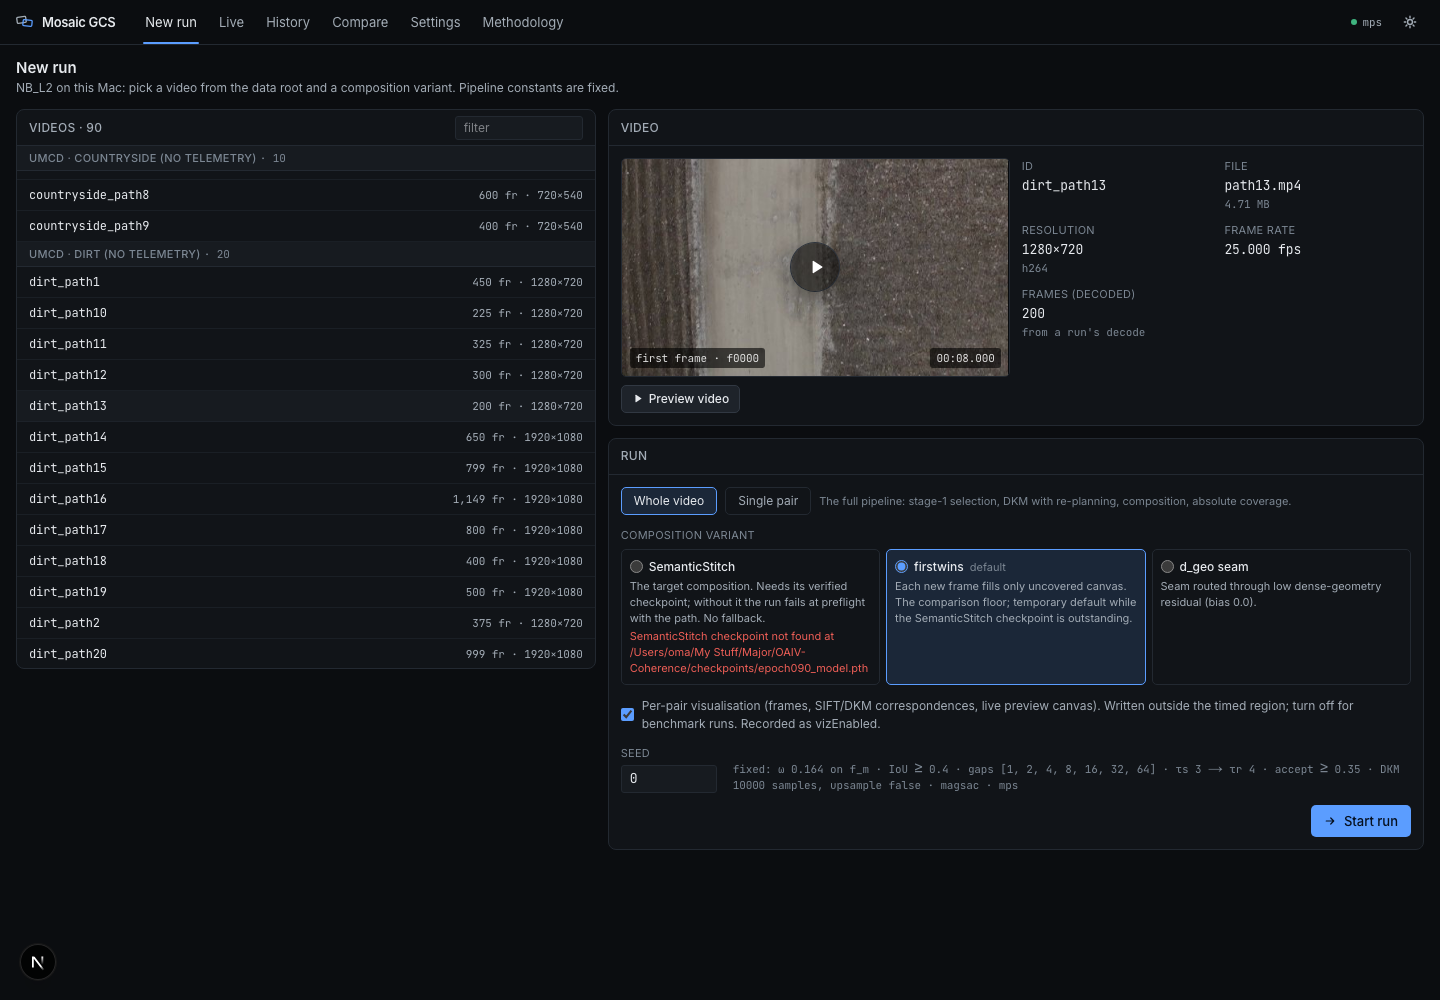 Mosaic GCS
New run
Live
History
Compare
Settings
Methodology
mps
New run
NB_L2 on this Mac: pick a video from the data root and a composition variant. Pipeline constants are fixed.
VIDEOS · 90
filter
UMCD · COUNTRYSIDE (NO TELEMETRY) · 10
countryside_path8 600 fr · 720×540
countryside_path9 400 fr · 720×540
UMCD · DIRT (NO TELEMETRY) · 20
dirt_path1 450 fr · 1280×720
dirt_path10 225 fr · 1280×720
dirt_path11 325 fr · 1280×720
dirt_path12 300 fr · 1280×720
dirt_path13 200 fr · 1280×720
dirt_path14 650 fr · 1920×1080
dirt_path15 799 fr · 1920×1080
dirt_path16 1,149 fr · 1920×1080
dirt_path17 800 fr · 1920×1080
dirt_path18 400 fr · 1920×1080
dirt_path19 500 fr · 1920×1080
dirt_path2 375 fr · 1280×720
dirt_path20 999 fr · 1920×1080
VIDEO
first frame · f0000
00:08.000
Preview video
ID
dirt_path13
FILE
path13.mp4
4.71 MB
RESOLUTION
1280×720
h264
FRAME RATE
25.000 fps
FRAMES (DECODED)
200
from a run's decode
RUN
Whole video
Single pair
The full pipeline: stage-1 selection, DKM with re-planning, composition, absolute coverage.
COMPOSITION VARIANT
SemanticStitch
The target composition. Needs its verified
checkpoint; without it the run fails at preflight
with the path. No fallback.
SemanticStitch checkpoint not found at
/Users/oma/My Stuff/Major/OAIV-
Coherence/checkpoints/epoch090_model.pth
firstwins default
Each new frame fills only uncovered canvas.
The comparison floor; temporary default while
the SemanticStitch checkpoint is outstanding.
d_geo seam
Seam routed through low dense-geometry
residual (bias 0.0).
Per-pair visualisation (frames, SIFT/DKM correspondences, live preview canvas). Written outside the timed region; turn off for
benchmark runs. Recorded as vizEnabled.
SEED
0
fixed: ω 0.164 on f_m · IoU ≥ 0.4 · gaps [1, 2, 4, 8, 16, 32, 64] · τs 3 → τr 4 · accept ≥ 0.35 · DKM
10000 samples, upsample false · magsac · mps
Start run
N